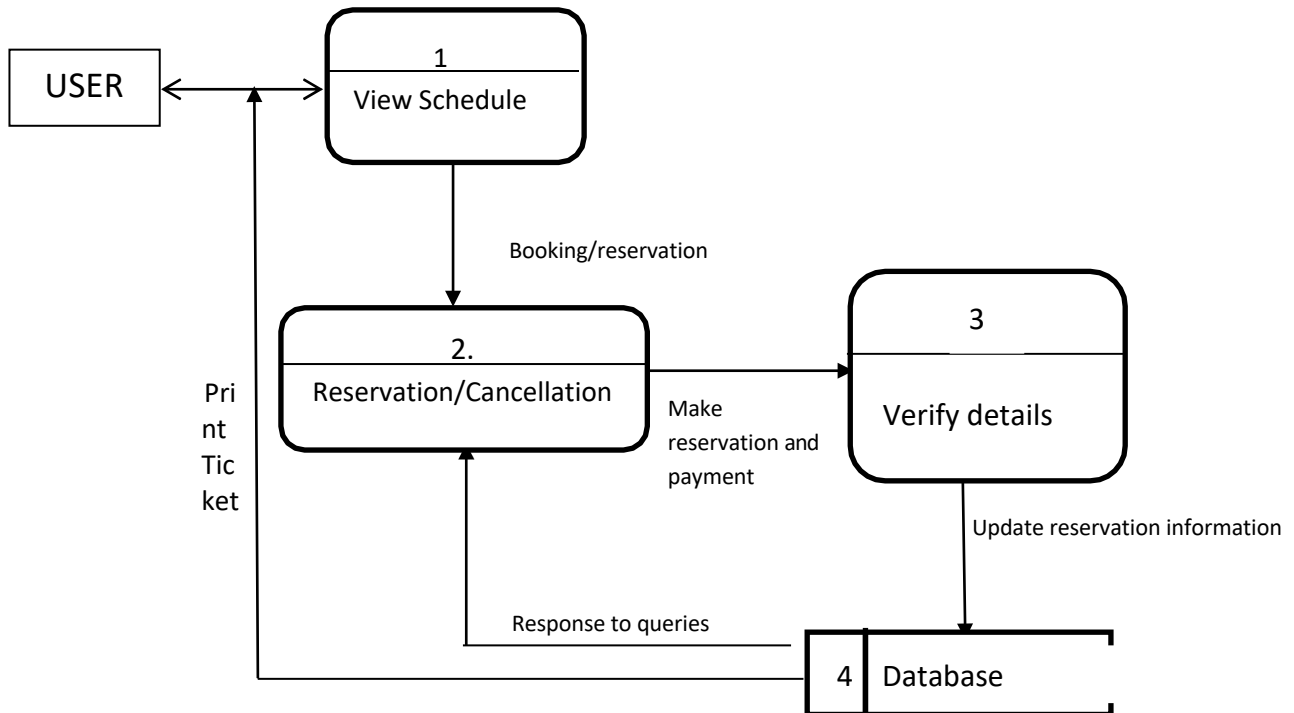 1
USER
View Schedule
Booking/reservation
2.
Reservation/Cancellation
3
Verify details
Make
reservation and
payment
Pri
nt
Tic
ket
Update reservation information
Response to queries
4
Database